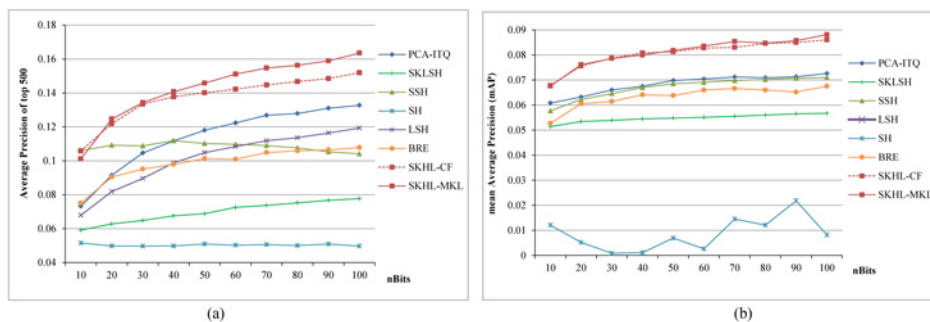 0.18
0.16
0.14
0.12
0.1
0.08
0.06
0.04
Average Precision of top 500
10 20 30 40 50 60 70 80 90 100
nBits
PCA-ITQ
SKLSH
SSH
SH
LSH
BRE
SKHL-CF
SKHL-MKL
(a)
0.09
0.08
0.07
0.06
0.05
0.04
0.03
0.02
0.01
0
mean Average Precision (mAP)
10 20 30 40 50 60 70 80 90 100
nBits
PCA-ITQ
SKLSH
SSH
LSH
SH
BRE
SKHL-CF
SKHL-MKL
(b)